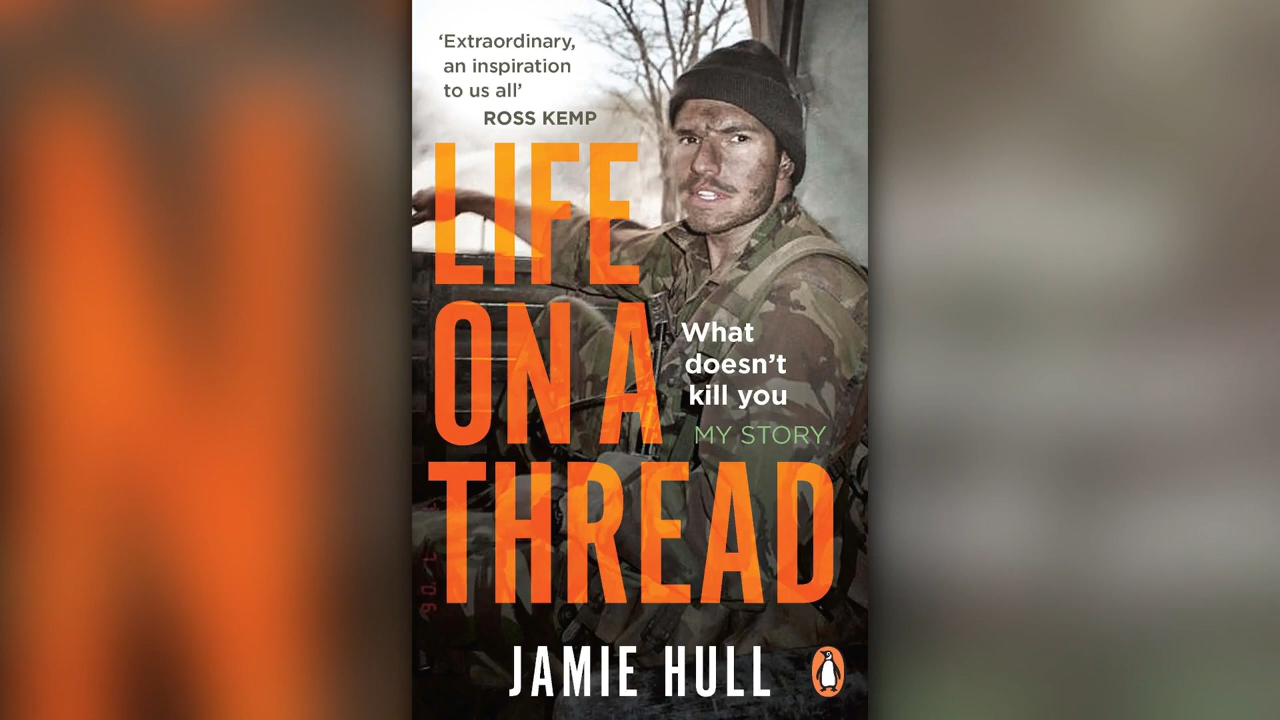 ‘Extraordinary,
an inspiration
to us all’
ROSS KEMP
LIFE
ON A
THREAD
What
doesn’t
kill you
MY STORY
JAMIE HULL